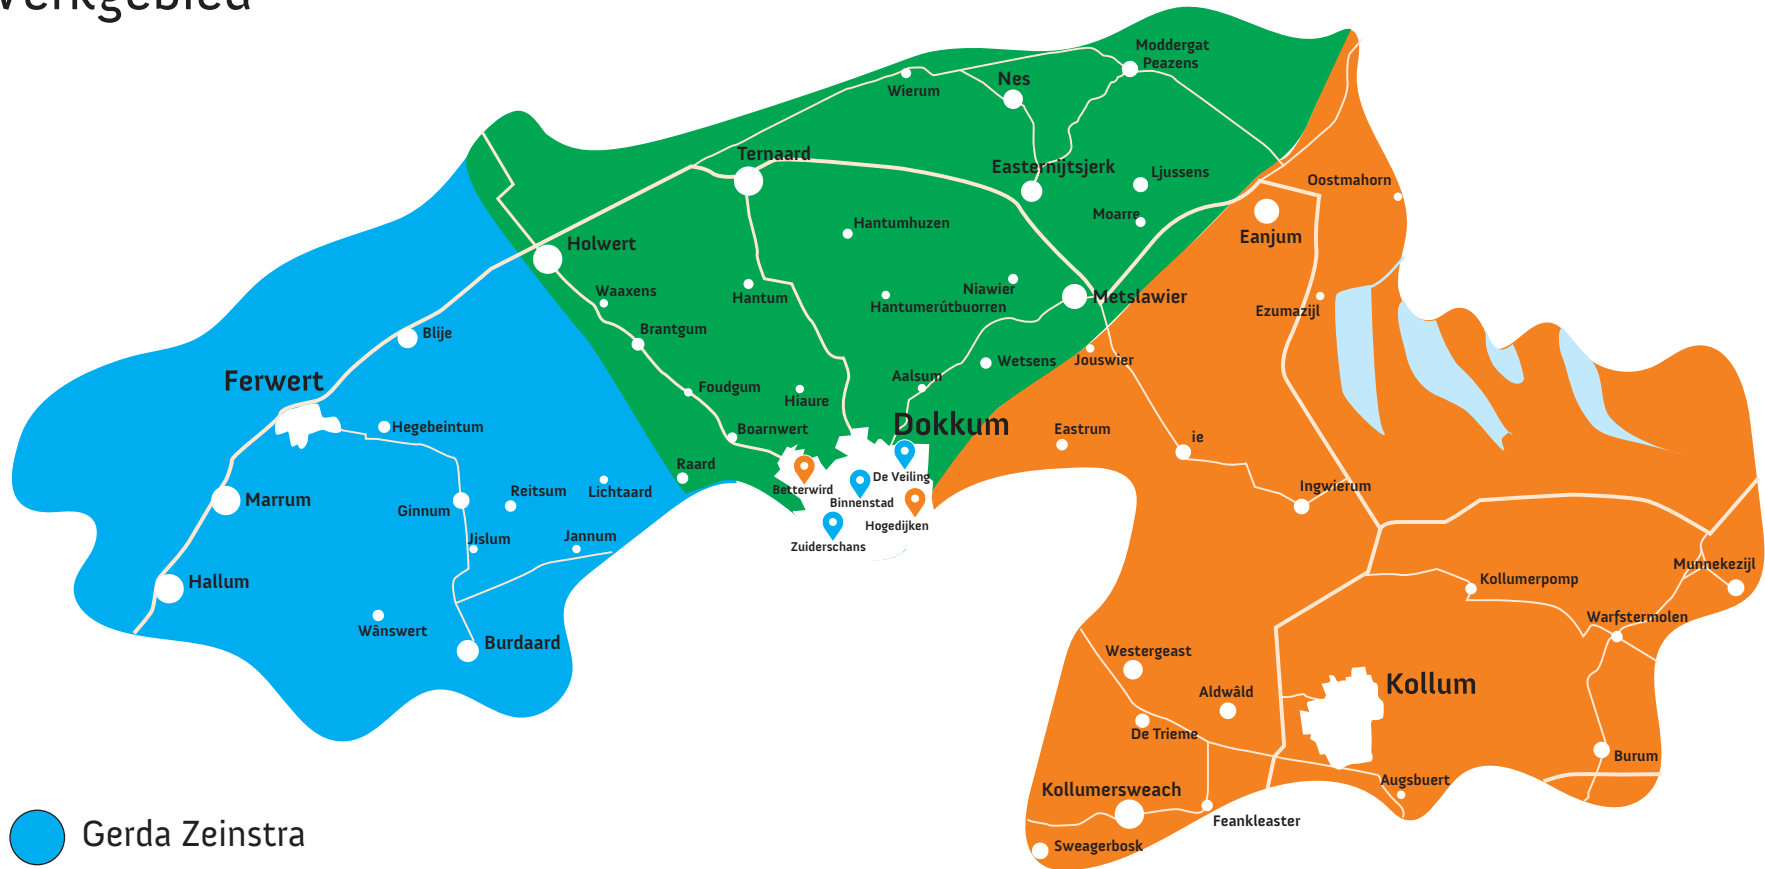 Werkgebied
Moddergat
Peazens
Nes
Wierum
Ternaard
Easternijtsjerk
Ljussens
Oostmahorn
Moarre
Hantumhuzen
Holwert
Eanjum
Waaxens
Hantum
Niawier
Hantumerútbuorren
Metslawier
Ezumazijl
Blije
Brantgum
Wetsens
Jouswier
Ferwert
Foudgum
Aalsum
Hiaure
Hegebeintum
Boarnwert
Dokkum
Eastrum
ie
Raard
De Veiling
Betterwird
Binnenstad
Hogedijken
Zuiderschans
Lichtaard
Reitsum
Ingwierum
Marrum
Ginnum
Jislum
Jannum
Hallum
Munnekezijl
Kollumerpomp
Warfstermolen
Wânswert
Burdaard
Westergeast
Aldwâld
Kollum
De Trieme
Burum
Augsbuert
Kollumersweach
Feankleaster
Sweagerbosk
Gerda Zeinstra